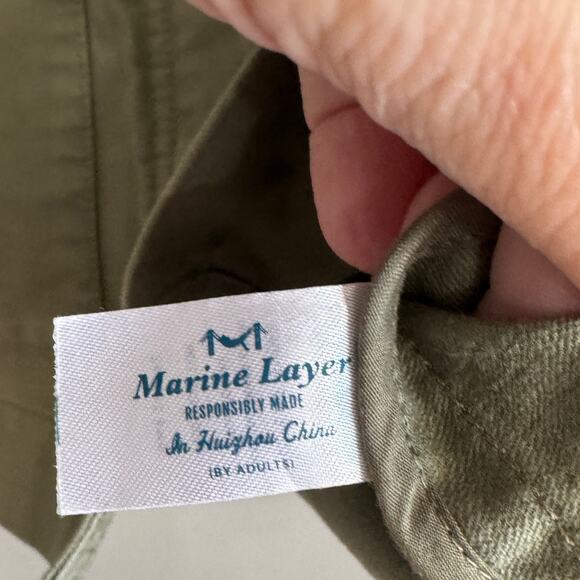 Marine Layer
RESPONSIBLY MADE
In Huizhou China
(BY ADULTS)